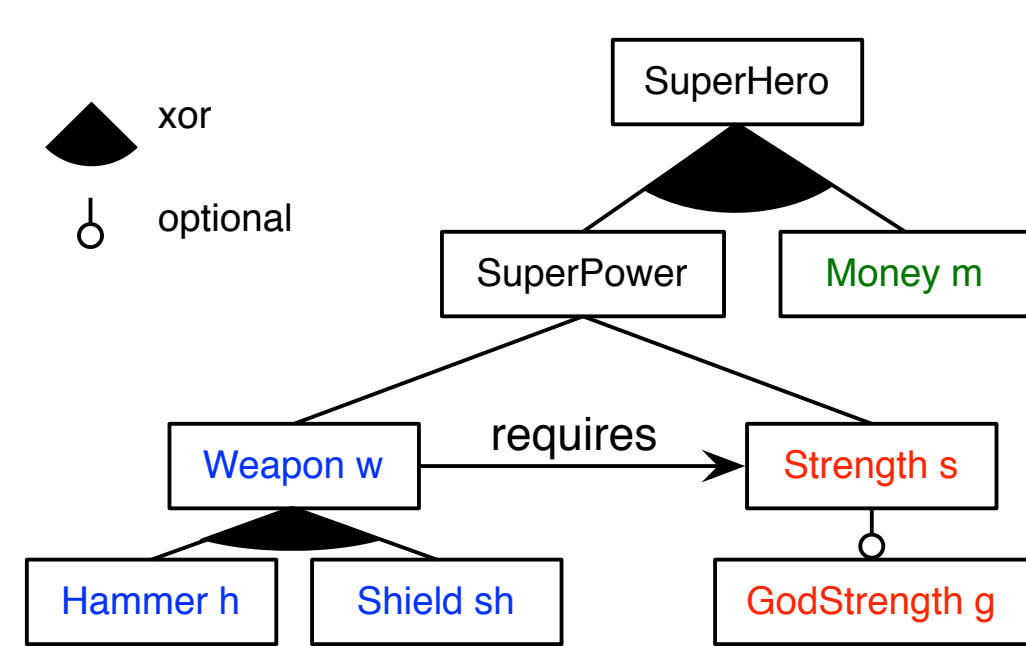 SuperHero
xor
optional
SuperPower
Money m
requires
Weapon w
Strength s
Hammer h
Shield sh
GodStrength g